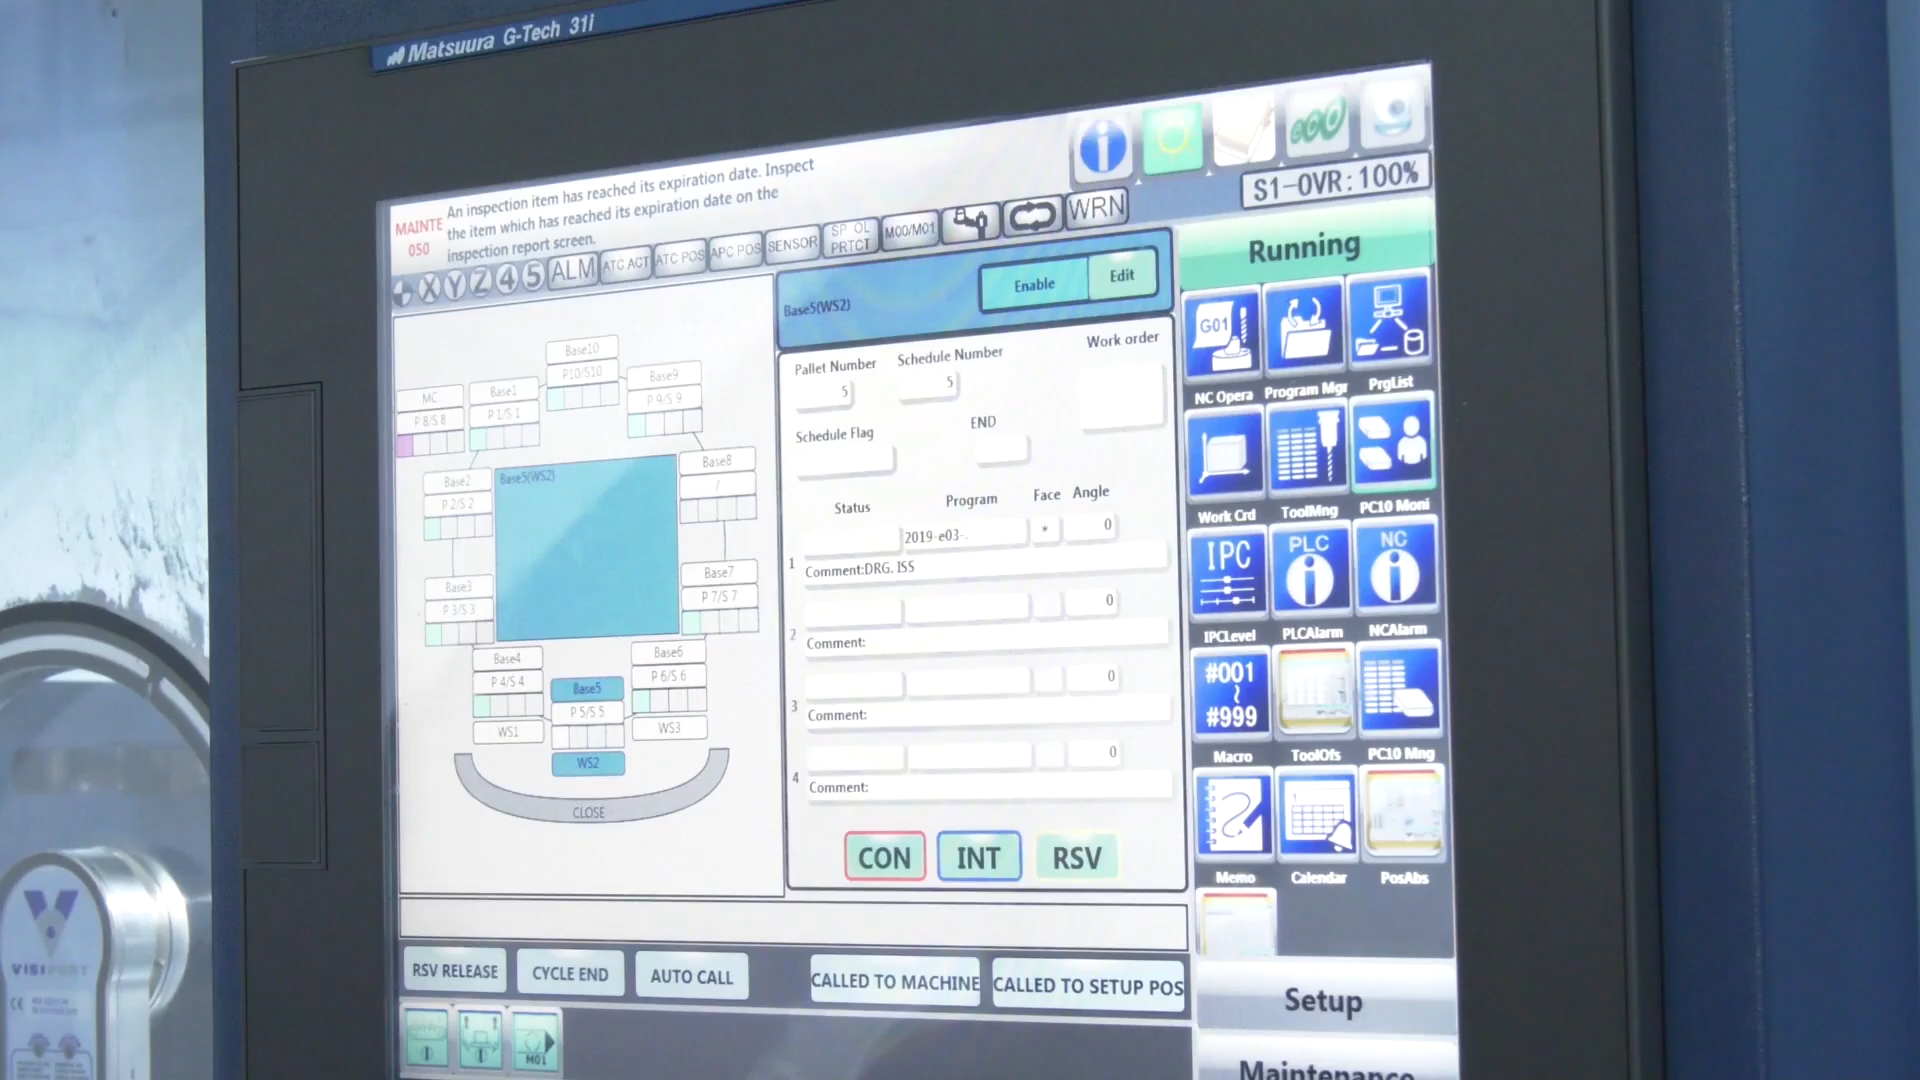 Matsuura G-Tech 31i
MAINTE
050
An inspection item has reached its expiration date. Inspect
the item which has reached its expiration date on the
inspection report screen.
eco
S1-OVR:100%
X Y Z 4 5
ALM
ATC ACT
ATC POS
APC POS
SENSOR
SP OL
PRTCT
M00/M01
WRN
Running
Base5(WS2)
Enable
Edit
MC
P 8/S 8
Base1
P 1/S 1
Base10
P10/S10
Base9
P 9/S 9
Base2
P 2/S 2
Base5(WS2)
Base8
/
Base3
P 3/S 3
Base7
P 7/S 7
Base4
P 4/S 4
WS1
Base5
P 5/S 5
WS2
Base6
P 6/S 6
WS3
CLOSE
Pallet Number
5
Schedule Number
5
Work order
Schedule Flag
END
Status
Program
Face
Angle
1
2019-e03-.
*
0
Comment:DRG. ISS
2
0
Comment:
3
0
Comment:
4
0
Comment:
CON
INT
RSV
G01
NC Opera
Program Mgr
PrgList
Work Crd
ToolMng
PC10 Moni
IPC
IPCLevel
PLC
PLCAlarm
NC
NCAlarm
#001
~
#999
Macro
ToolOfs
PC10 Mng
Memo
Calendar
PosAbs
RSV RELEASE
CYCLE END
AUTO CALL
CALLED TO MACHINE
CALLED TO SETUP POS
Setup
M01
Maintenance
VISIPORT
CE